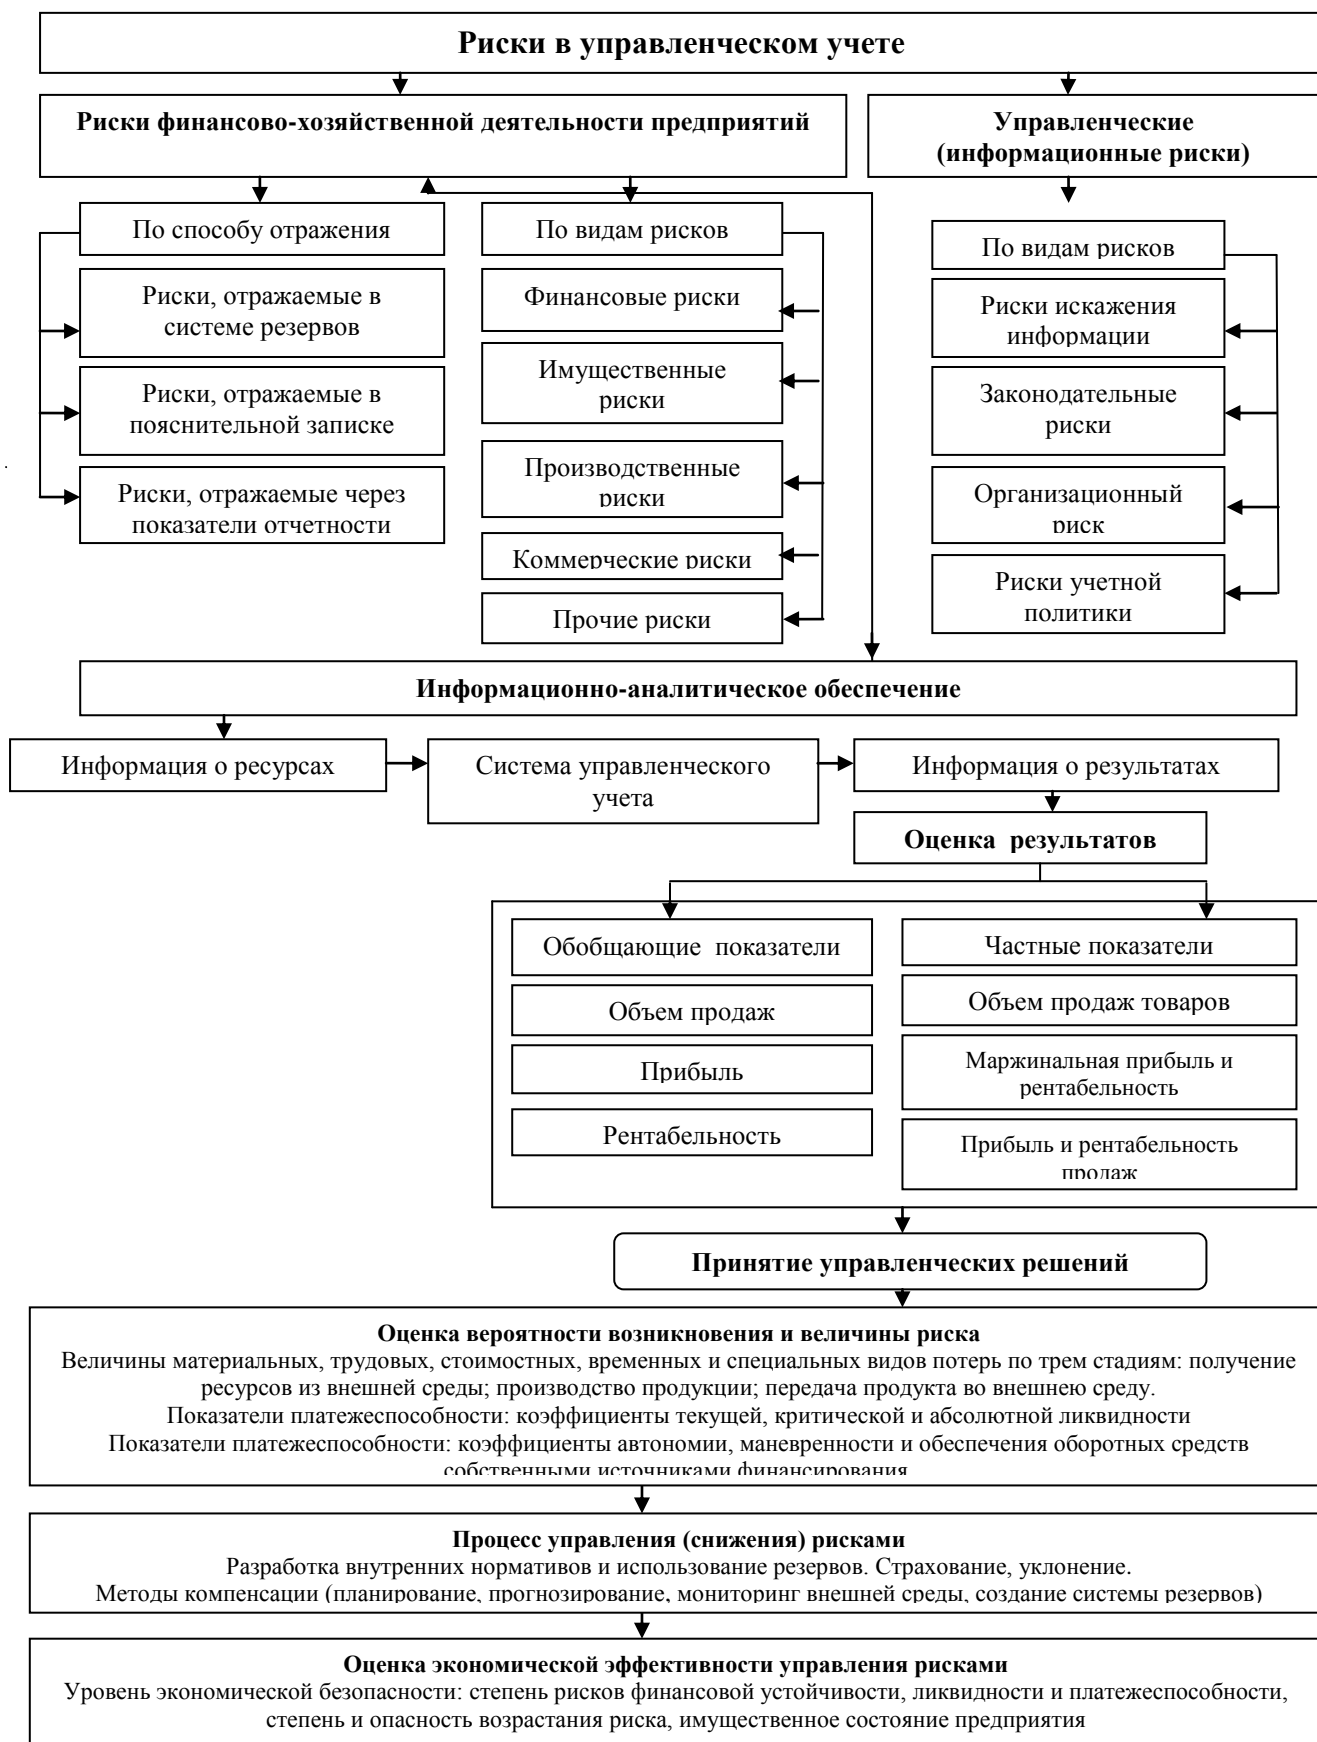 Риски в управленческом учете
Риски финансово-хозяйственной деятельности предприятий
Управленческие
(информационные риски)
По способу отражения
Риски, отражаемые в
системе резервов
Риски, отражаемые в
пояснительной записке
Риски, отражаемые через
показатели отчетности
По видам рисков
Финансовые риски
Имущественные
риски
Производственные
риски
Коммерческие риски
Прочие риски
По видам рисков
Риски искажения
информации
Законодательные
риски
Организационный
риск
Риски учетной
политики
Информационно-аналитическое обеспечение
Информация о ресурсах
Система управленческого
учета
Информация о результатах
Оценка результатов
Обобщающие показатели
Объем продаж
Прибыль
Рентабельность
Частные показатели
Объем продаж товаров
Маржинальная прибыль и
рентабельность
Прибыль и рентабельность
продаж
Принятие управленческих решений
Оценка вероятности возникновения и величины риска
Величины материальных, трудовых, стоимостных, временных и специальных видов потерь по трем стадиям: получение
ресурсов из внешней среды; производство продукции; передача продукта во внешнею среду.
Показатели платежеспособности: коэффициенты текущей, критической и абсолютной ликвидности
Показатели платежеспособности: коэффициенты автономии, маневренности и обеспечения оборотных средств
собственными источниками финансирования
Процесс управления (снижения) рисками
Разработка внутренних нормативов и использование резервов. Страхование, уклонение.
Методы компенсации (планирование, прогнозирование, мониторинг внешней среды, создание системы резервов)
Оценка экономической эффективности управления рисками
Уровень экономической безопасности: степень рисков финансовой устойчивости, ликвидности и платежеспособности,
степень и опасность возрастания риска, имущественное состояние предприятия